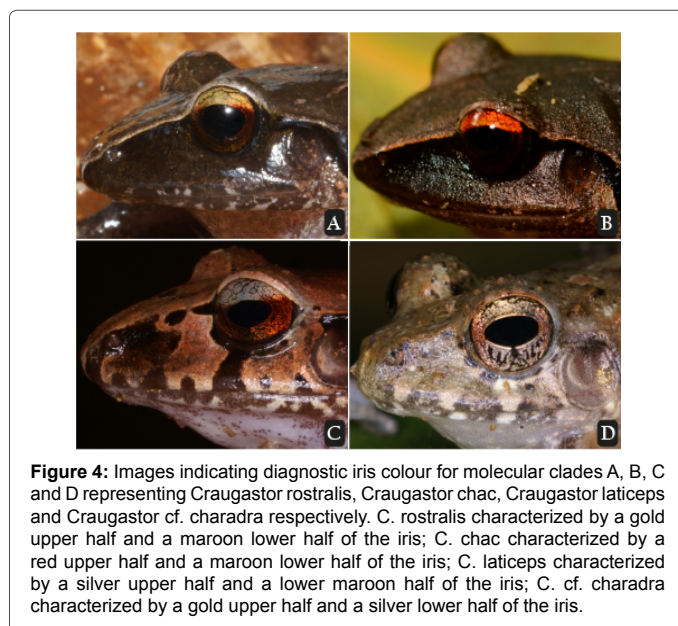 A
B
C
D
Figure 4: Images indicating diagnostic iris colour for molecular clades A, B, C
and D representing Craugastor rostralis, Craugastor chac, Craugastor laticeps
and Craugastor cf. charadra respectively. C. rostralis characterized by a gold
upper half and a maroon lower half of the iris; C. chac characterized by a
red upper half and a maroon lower half of the iris; C. laticeps characterized
by a silver upper half and a lower maroon half of the iris; C. cf. charadra
characterized by a gold upper half and a silver lower half of the iris.